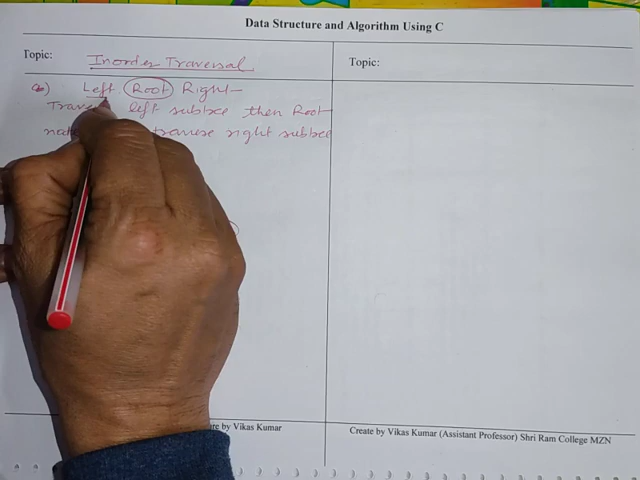 Data Structure and Algorithm Using C
Topic: Inorder Traversal
Topic:
Left Root Right
left subtree then Root
traverse right subtree
by Vikas Kumar
Create by Vikas Kumar (Assistant Professor) Shri Ram College MZN